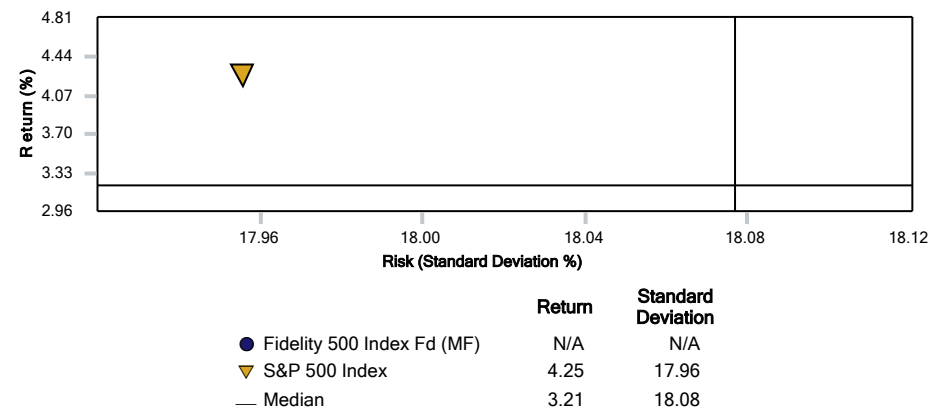 4.81
4.44
4.07
3.70
3.33
2.96
Return (%)
17.96 18.00 18.04 18.08 18.12
Risk (Standard Deviation %)
Return Standard Deviation
Fidelity 500 Index Fd (MF) N/A N/A
S&P 500 Index 4.25 17.96
Median 3.21 18.08